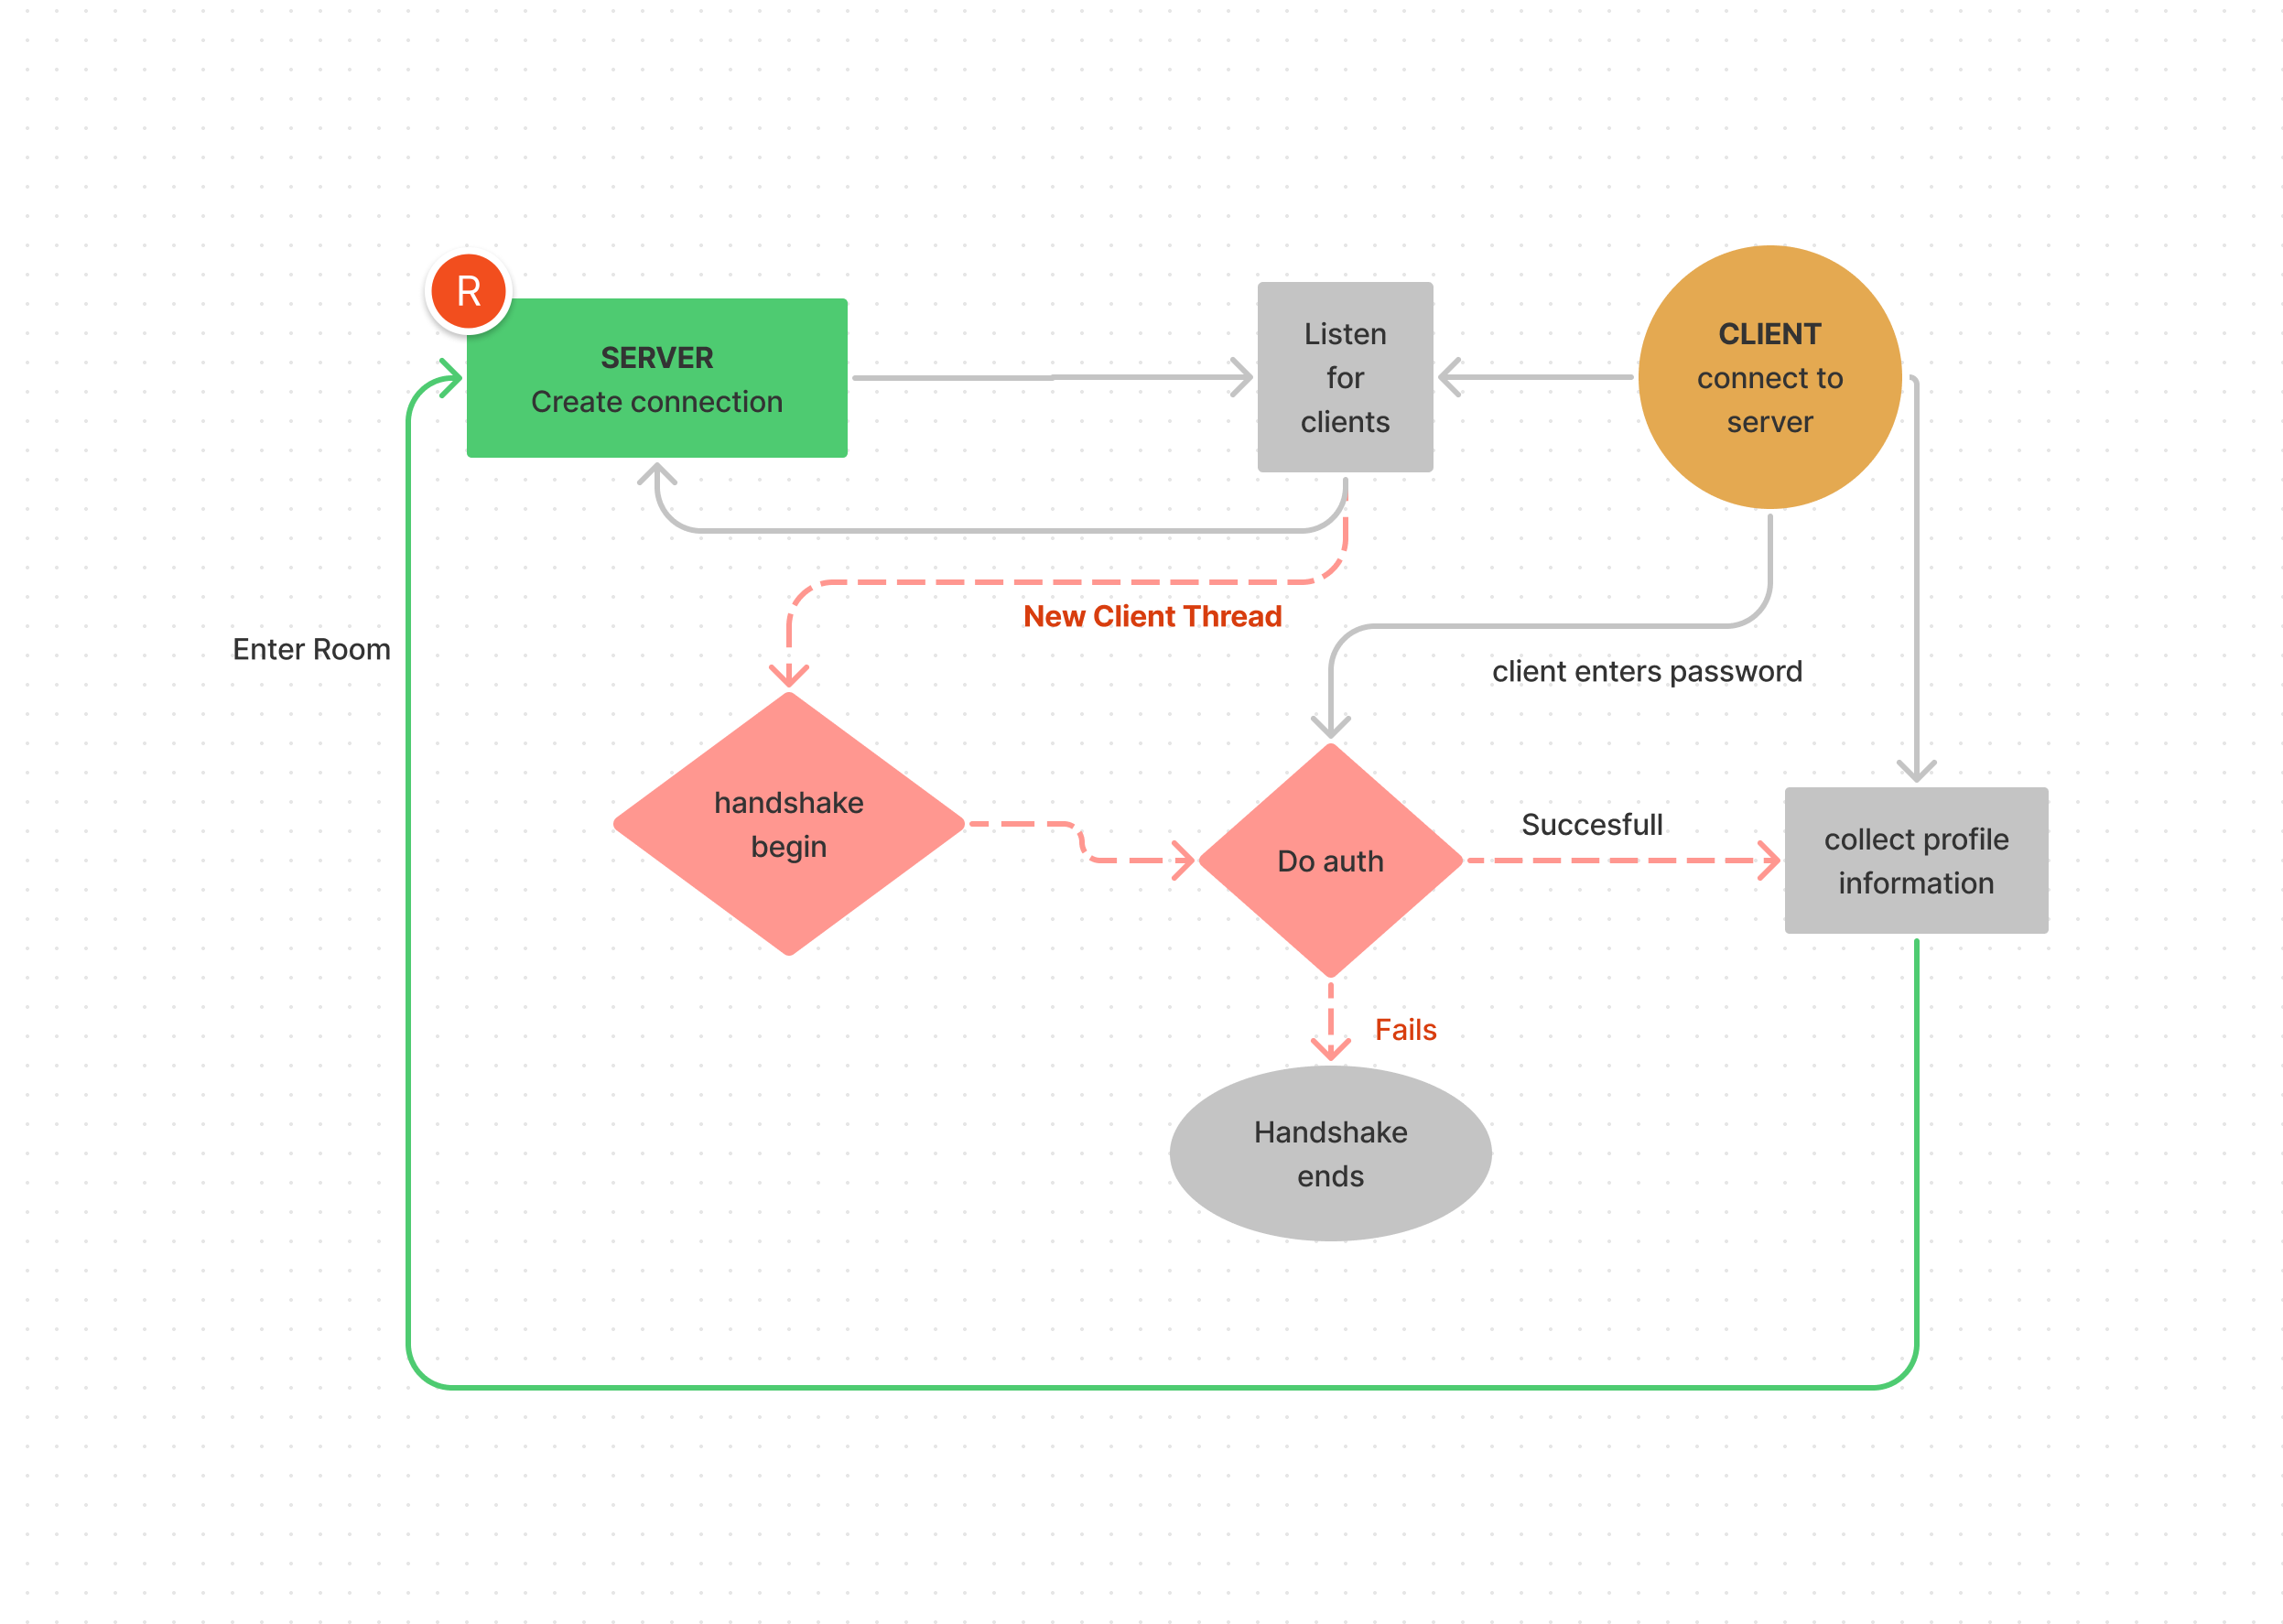 R
SERVER
Create connection
Listen
for
clients
CLIENT
connect to
server
New Client Thread
Enter Room
client enters password
handshake
begin
Do auth
Succesfull
collect profile
information
Fails
Handshake
ends